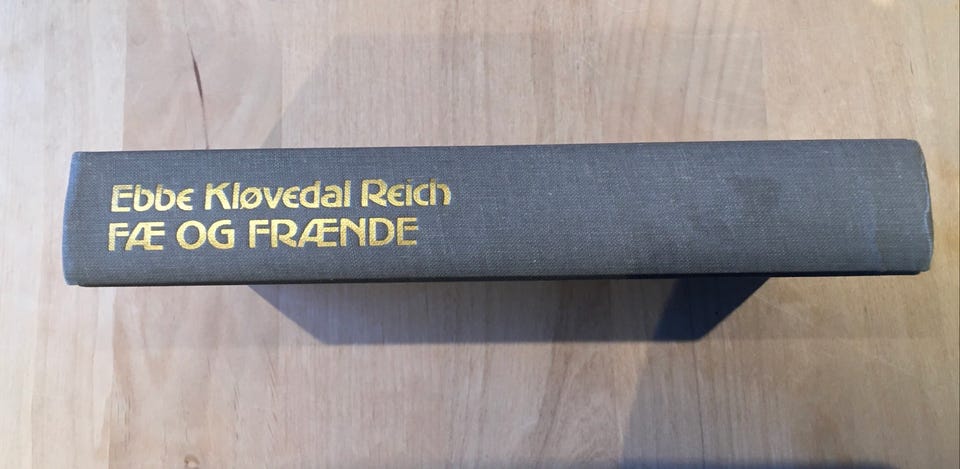 Ebbe Kløvedal Reich
FÆ OG FRÆNDE